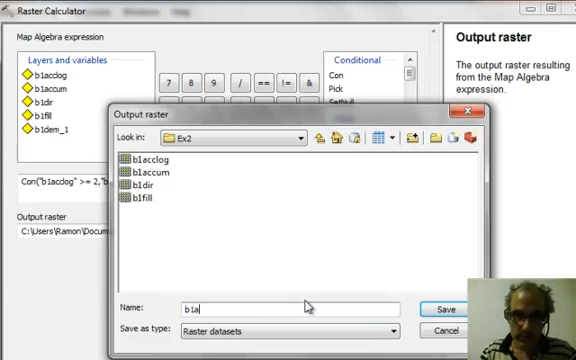 Raster Calculator
Map Algebra expression
Layers and variables
b1acclog
b1accum
b1dir
b1fill
b1dem_1
7 8 9 / == != &
Conditional
Con
Pick
SetNull
Con("b1acclog" >= 2,"b
Output raster
C:\Users\Ramon\Docum
Output raster
The output raster resulting
from the Map Algebra
expression.
Output raster
Look in: Ex2
b1acclog
b1accum
b1dir
b1fill
Name: b1a
Save
Save as type: Raster datasets
Cancel